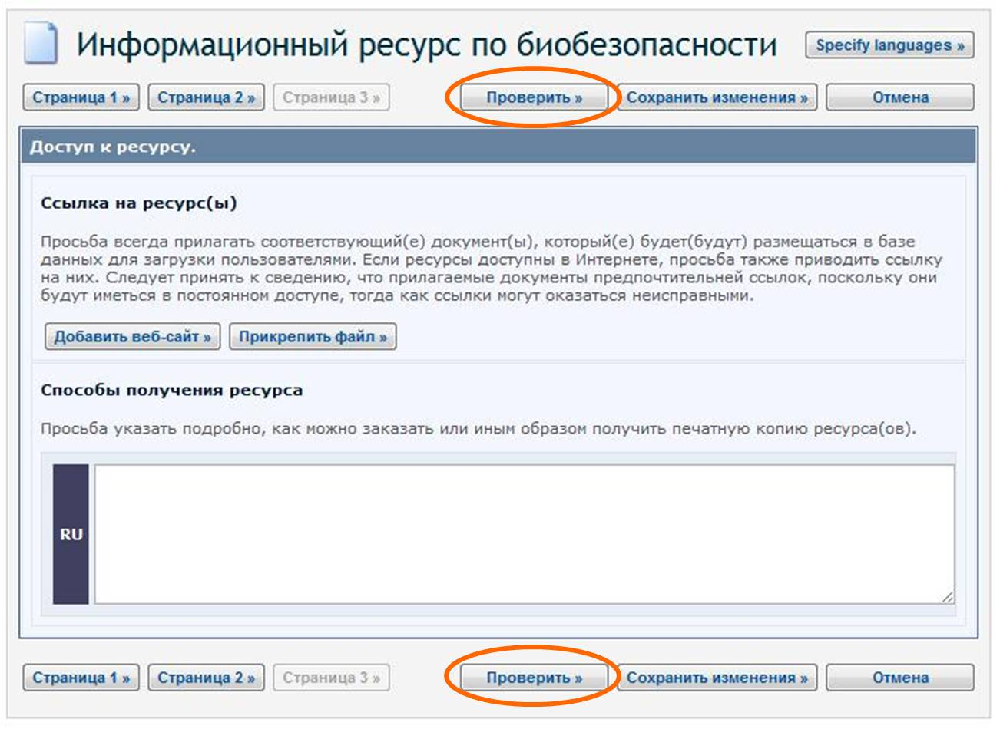 Информационный ресурс по биобезопасности
Specify languages »
Страница 1 » Страница 2 » Страница 3 » Проверить » Сохранить изменения » Отмена
Доступ к ресурсу.
Ссылка на ресурс(ы)
Просьба всегда прилагать соответствующий(е) документ(ы), который(е) будет(будут) размещаться в базе
данных для загрузки пользователями. Если ресурсы доступны в Интернете, просьба также приводить ссылку
на них. Следует принять к сведению, что прилагаемые документы предпочтительней ссылок, поскольку они
будут иметься в постоянном доступе, тогда как ссылки могут оказаться неисправными.
Добавить веб-сайт » Прикрепить файл »
Способы получения ресурса
Просьба указать подробно, как можно заказать или иным образом получить печатную копию ресурса(ов).
RU
Страница 1 » Страница 2 » Страница 3 » Проверить » Сохранить изменения » Отмена